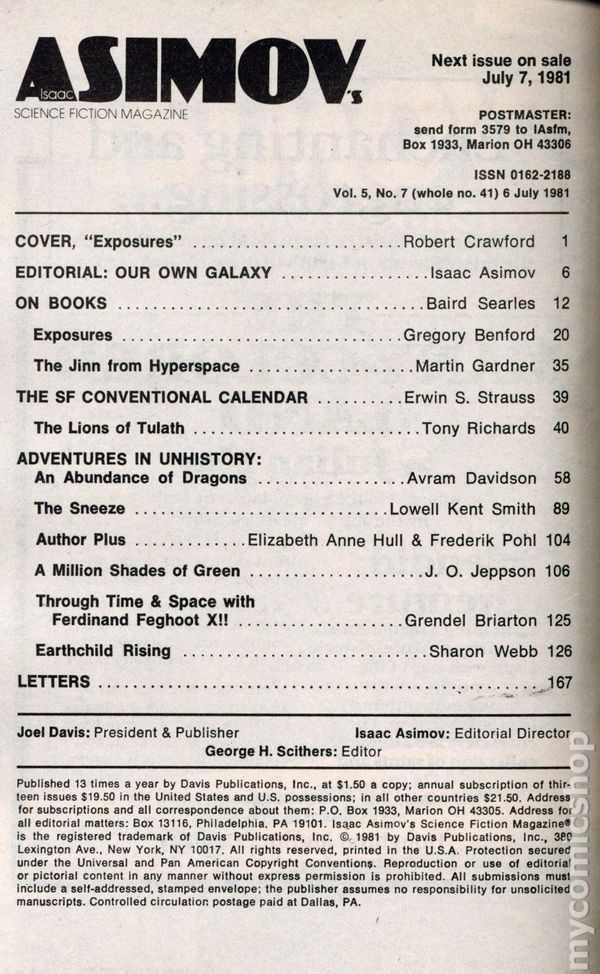 Isaac ASIMOV's
SCIENCE FICTION MAGAZINE
Next issue on sale
July 7, 1981
POSTMASTER:
send form 3579 to IAsfm,
Box 1933, Marion OH 43306
ISSN 0162-2188
Vol. 5, No. 7 (whole no. 41) 6 July 1981
COVER, "Exposures" ........................Robert Crawford 1
EDITORIAL: OUR OWN GALAXY .................Isaac Asimov 6
ON BOOKS ...................................Baird Searles 12
Exposures ...................................Gregory Benford 20
The Jinn from Hyperspace ...................Martin Gardner 35
THE SF CONVENTIONAL CALENDAR ..........Erwin S. Strauss 39
The Lions of Tulath ..........................Tony Richards 40
ADVENTURES IN UNHISTORY:
An Abundance of Dragons .................Avram Davidson 58
The Sneeze .............................Lowell Kent Smith 89
Author Plus .............Elizabeth Anne Hull & Frederik Pohl 104
A Million Shades of Green ....................J. O. Jeppson 106
Through Time & Space with
Ferdinand Feghoot X!! ...................Grendel Briarton 125
Earthchild Rising ............................Sharon Webb 126
LETTERS ....................................................167
Joel Davis: President & Publisher Isaac Asimov: Editorial Director
George H. Scithers: Editor
Published 13 times a year by Davis Publications, Inc., at $1.50 a copy; annual subscription of thir-
teen issues $19.50 in the United States and U.S. possessions; in all other countries $21.50. Address
for subscriptions and all correspondence about them: P.O. Box 1933, Marion OH 43305. Address for
all editorial matters: Box 13116, Philadelphia, PA 19101. Isaac Asimov's Science Fiction Magazine®
is the registered trademark of Davis Publications, Inc. ©, 1981 by Davis Publications, Inc., 380
Lexington Ave., New York, NY 10017. All rights reserved, printed in the U.S.A. Protection secured
under the Universal and Pan American Copyright Conventions. Reproduction or use of editorial
or pictorial content in any manner without express permission is prohibited. All submissions must
include a self-addressed, stamped envelope; the publisher assumes no responsibility for unsolicited
manuscripts. Controlled circulation postage paid at Dallas, PA.
mycomicshop